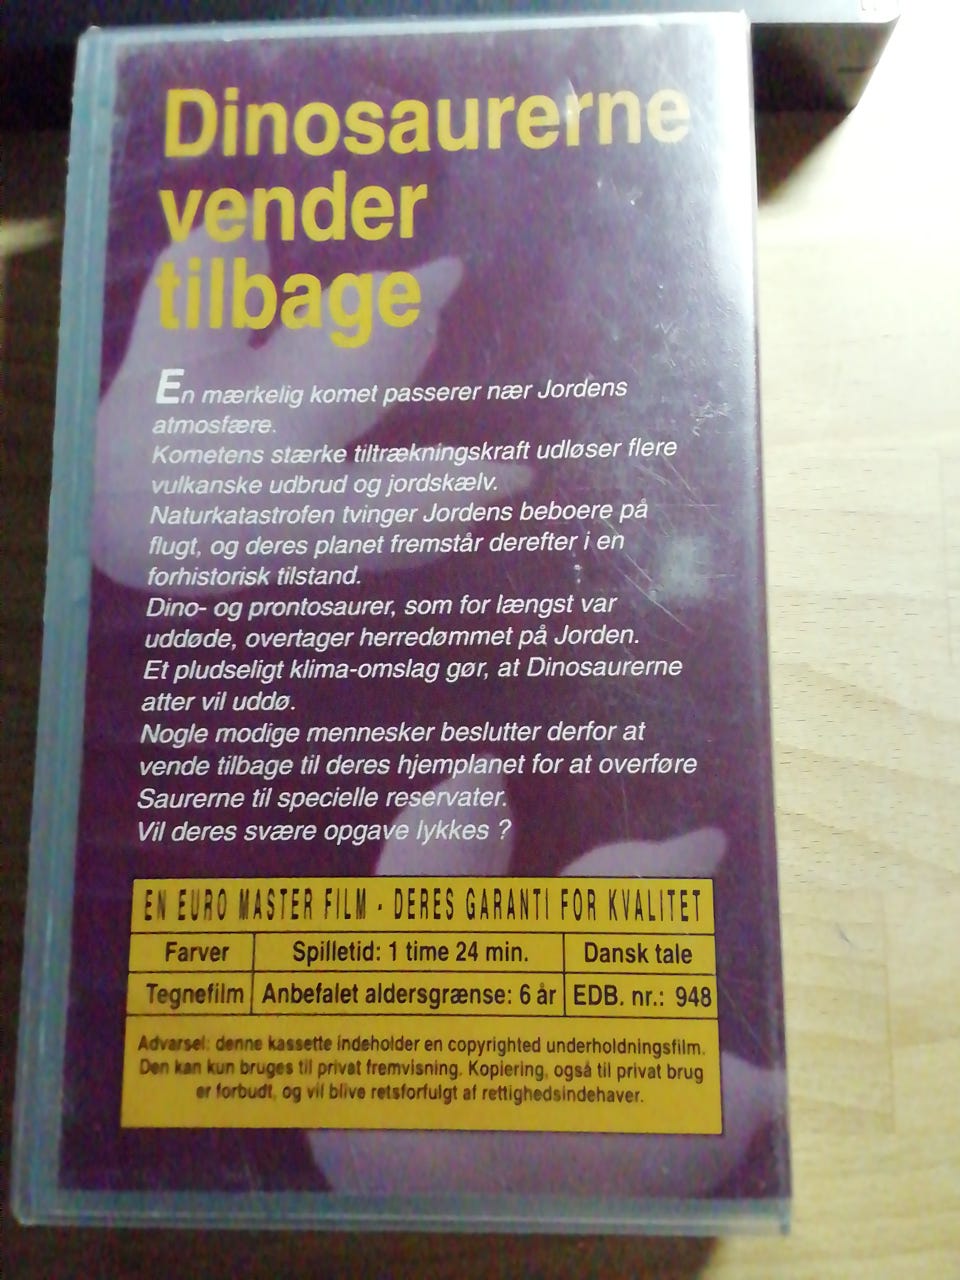 Dinosaurerne
vender
tilbage
En mærkelig komet passerer nær Jordens
atmosfære.
Kometens stærke tiltrækningskraft udløser flere
vulkanske udbrud og jordskælv.
Naturkatastrofen tvinger Jordens beboere på
flugt, og deres planet fremstår derefter i en
forhistorisk tilstand.
Dino- og prontosaurer, som for længst var
uddøde, overtager herredømmet på Jorden.
Et pludseligt klima-omslag gør, at Dinosaurerne
atter vil uddø.
Nogle modige mennesker beslutter derfor at
vende tilbage til deres hjemplanet for at overføre
Saurerne til specielle reservater.
Vil deres svære opgave lykkes ?
EN EURO MASTER FILM - DERES GARANTI FOR KVALITET
Farver Spilletid: 1 time 24 min. Dansk tale
Tegnefilm Anbefalet aldersgrænse: 6 år EDB. nr.: 948
Advarsel: denne kassette indeholder en copyrighted underholdningsfilm.
Den kan kun bruges til privat fremvisning. Kopiering, også til privat brug
er forbudt, og vil blive retsforfulgt af rettighedsindehaver.